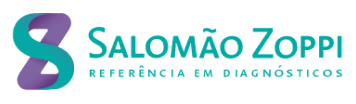 SALOMÃO ZOPPI
REFERÊNCIA EM DIAGNÓSTICOS